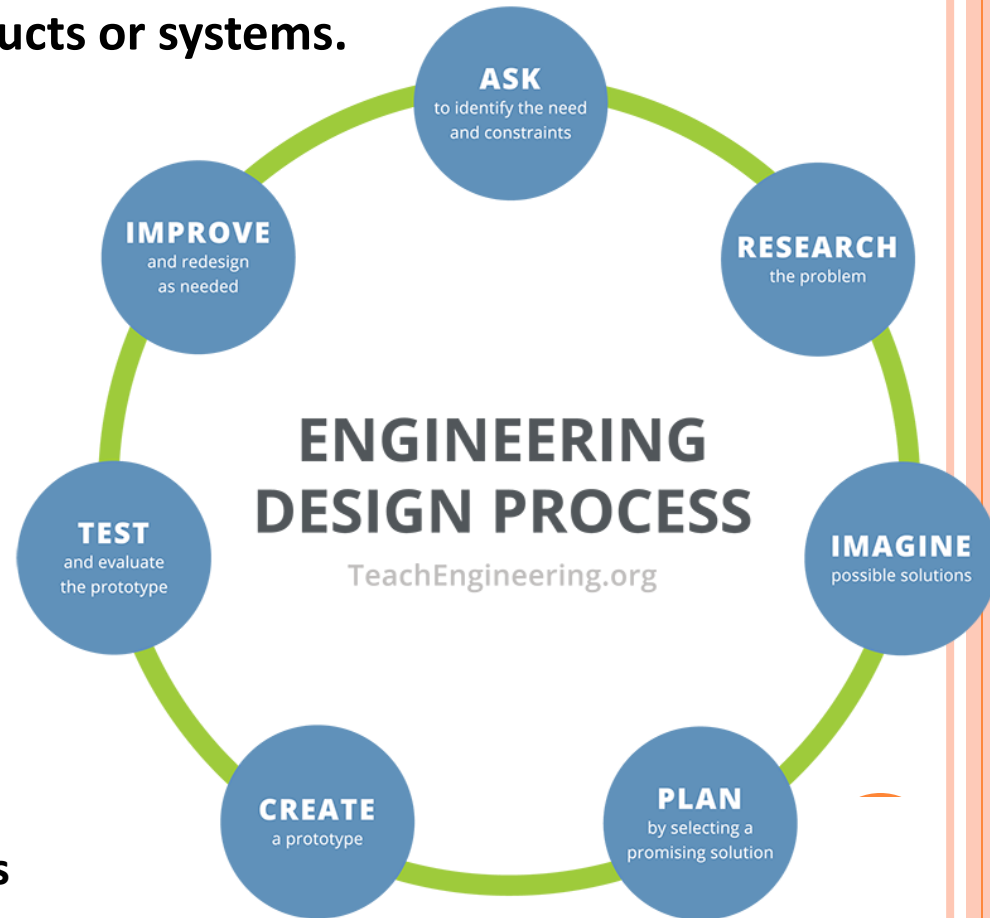 ucts or systems.
ASK
to identify the need
and constraints
RESEARCH
the problem
IMAGINE
possible solutions
PLAN
by selecting a
promising solution
CREATE
a prototype
TEST
and evaluate
the prototype
IMPROVE
and redesign
as needed
ENGINEERING
DESIGN PROCESS
TeachEngineering.org
s